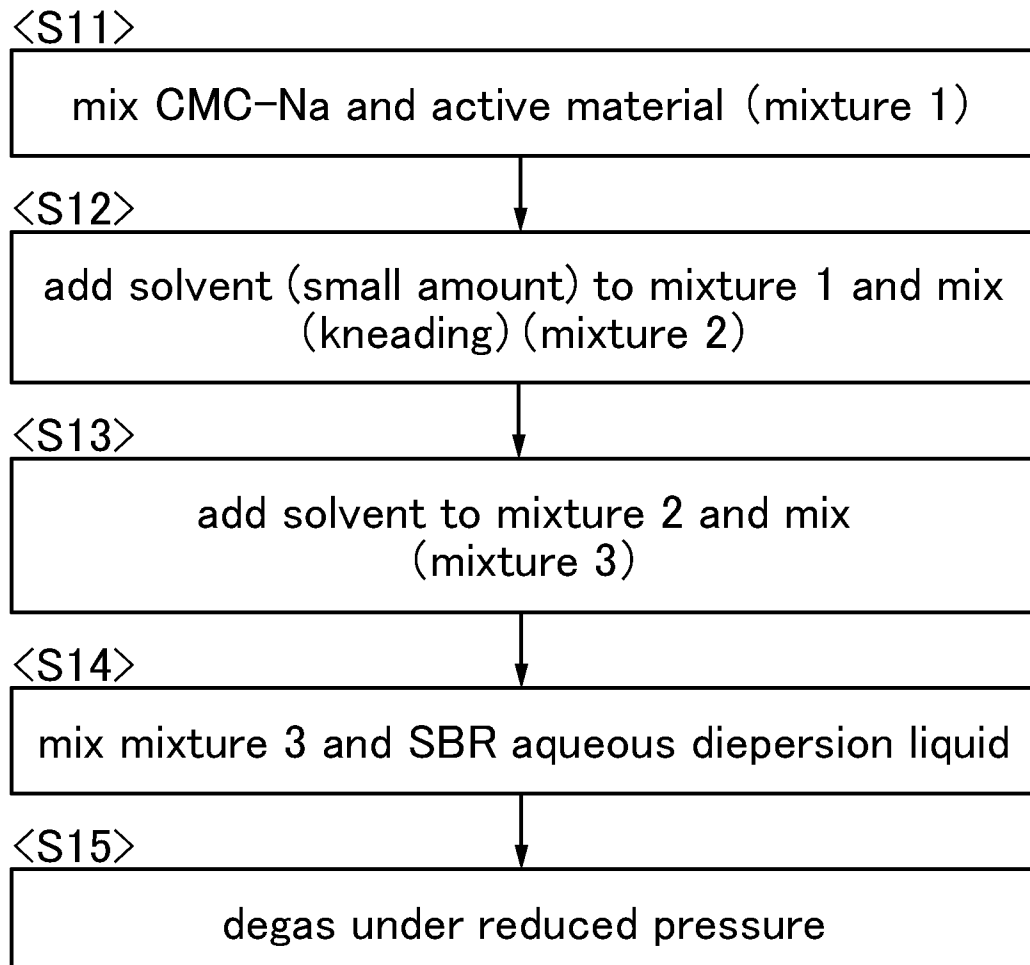 <S11>
mix CMC-Na and active material (mixture 1)
<S12>
add solvent (small amount) to mixture 1 and mix
(kneading) (mixture 2)
<S13>
add solvent to mixture 2 and mix
(mixture 3)
<S14>
mix mixture 3 and SBR aqueous diepersion liquid
<S15>
degas under reduced pressure